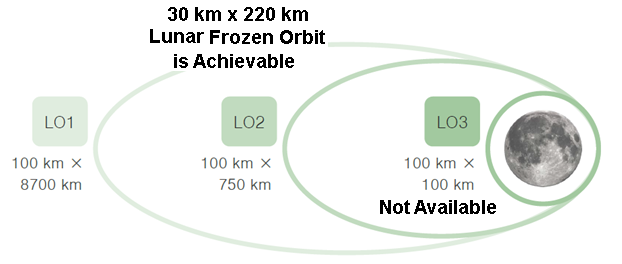 30 km x 220 km
Lunar Frozen Orbit
is Achievable
LO1
100 km ×
8700 km
LO2
100 km ×
750 km
LO3
100 km ×
100 km
Not Available